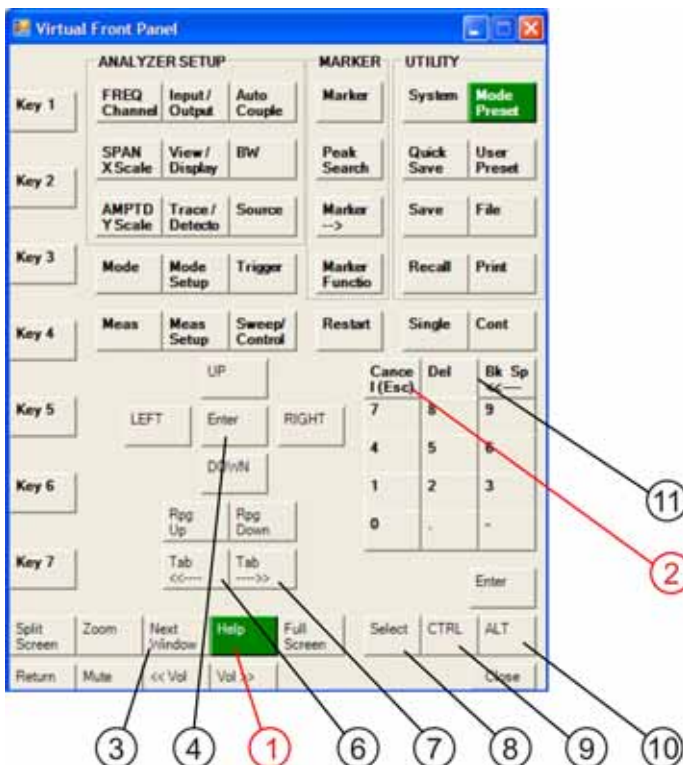 Virtual Front Panel
ANALYZER SETUP MARKER UTILITY
Key 1
FREQ Channel
Input / Output
Auto Couple
Marker
System
Mode Preset
Key 2
SPAN X Scale
View / Display
BW
Peak Search
Quick Save
User Preset
AMPTD Y Scale
Trace / Detecto
Source
Marker -->
Save
File
Key 3
Mode
Mode Setup
Trigger
Marker Functio
Recall
Print
Key 4
Meas
Meas Setup
Sweep/ Control
Restart
Single
Cont
UP
Cance l (Esc)
Del
Bk Sp <<---
Key 5
LEFT
Enter
RIGHT
7
8
9
DOWN
4
5
6
Key 6
1
2
3
Rpg Up
Rpg Down
0
.
-
Key 7
Tab <<----
Tab ---->>
Enter
Split Screen
Zoom
Next Window
Help
Full Screen
Select
CTRL
ALT
Return
Mute
<< Vol
Vol >>
Close
11
2
3
4
1
6
7
8
9
10